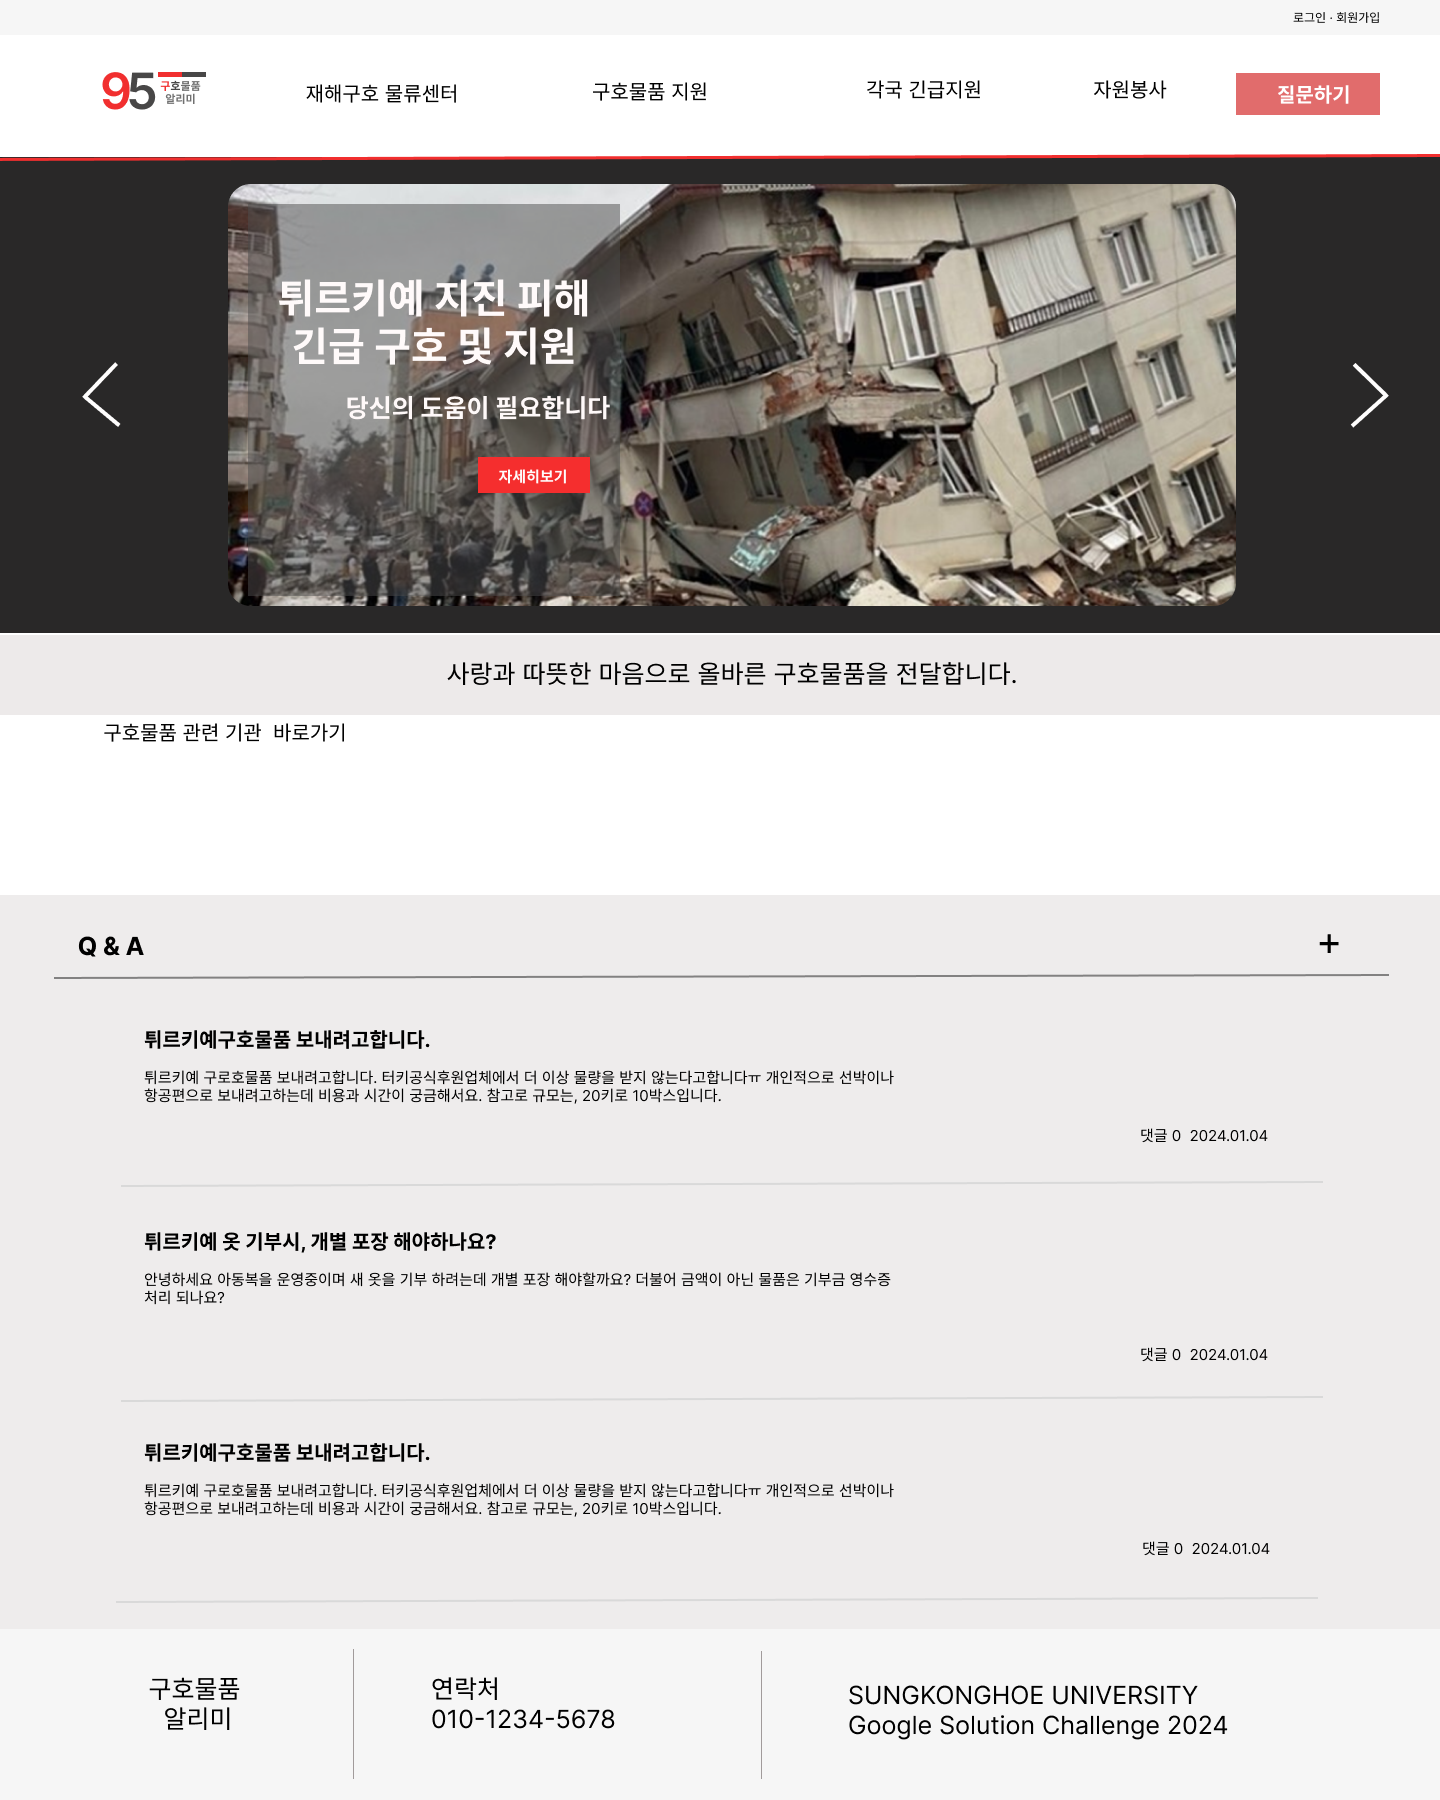 로그인 · 회원가입
95 구호물품
알리미
재해구호 물류센터
구호물품 지원
각국 긴급지원
자원봉사
질문하기
튀르키예 지진 피해
긴급 구호 및 지원
당신의 도움이 필요합니다
자세히보기
사랑과 따뜻한 마음으로 올바른 구호물품을 전달합니다.
구호물품 관련 기관  바로가기
Q & A
+
튀르키예구호물품 보내려고합니다.
튀르키예 구로호물품 보내려고합니다. 터키공식후원업체에서 더 이상 물량을 받지 않는다고합니다ㅠ 개인적으로 선박이나
항공편으로 보내려고하는데 비용과 시간이 궁금해서요. 참고로 규모는, 20키로 10박스입니다.
댓글 0  2024.01.04
튀르키예 옷 기부시, 개별 포장 해야하나요?
안녕하세요 아동복을 운영중이며 새 옷을 기부 하려는데 개별 포장 해야할까요? 더불어 금액이 아닌 물품은 기부금 영수증
처리 되나요?
댓글 0  2024.01.04
튀르키예구호물품 보내려고합니다.
튀르키예 구로호물품 보내려고합니다. 터키공식후원업체에서 더 이상 물량을 받지 않는다고합니다ㅠ 개인적으로 선박이나
항공편으로 보내려고하는데 비용과 시간이 궁금해서요. 참고로 규모는, 20키로 10박스입니다.
댓글 0  2024.01.04
구호물품
알리미
연락처
010-1234-5678
SUNGKONGHOE UNIVERSITY
Google Solution Challenge 2024